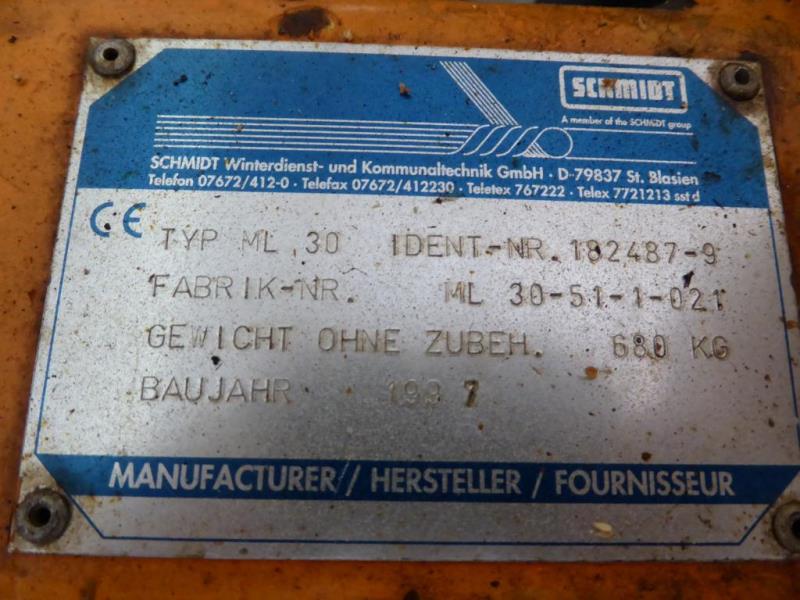 SCHMIDT
A member of the SCHMIDT group
SCHMIDT Winterdienst- und Kommunaltechnik GmbH · D-79837 St. Blasien
Telefon 07672/412-0 · Telefax 07672/412230 · Teletex 767222 · Telex 7721213 sst d
CE TYP ML 30 IDENT.-NR. 182487-9
FABRIK-NR. ML 30-51-1-021
GEWICHT OHNE ZUBEH. 680 KG
BAUJAHR 1997
MANUFACTURER // HERSTELLER / FOURNISSEUR